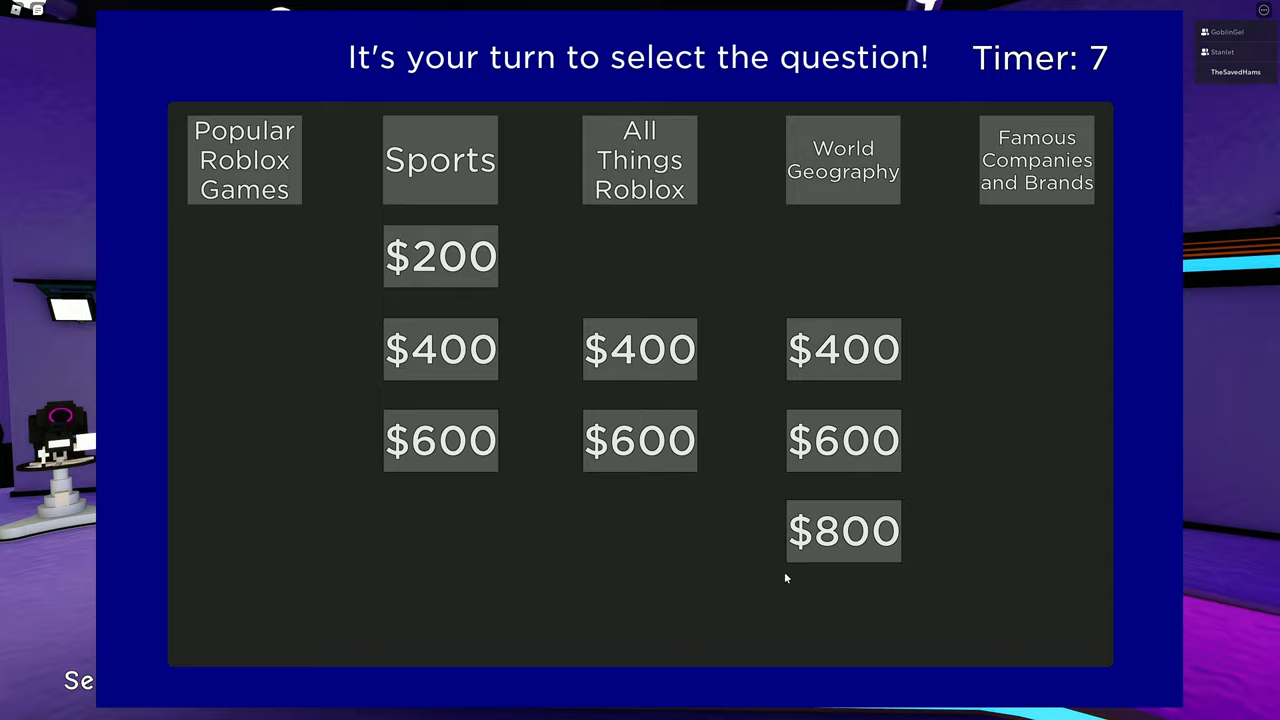 It's your turn to select the question!
Timer: 7
GoblinGel
Stanlet
TheSavedHams
Popular
Roblox
Games
Sports
All
Things
Roblox
World
Geography
Famous
Companies
and Brands
$200
$400
$400
$400
$600
$600
$600
$800
Se